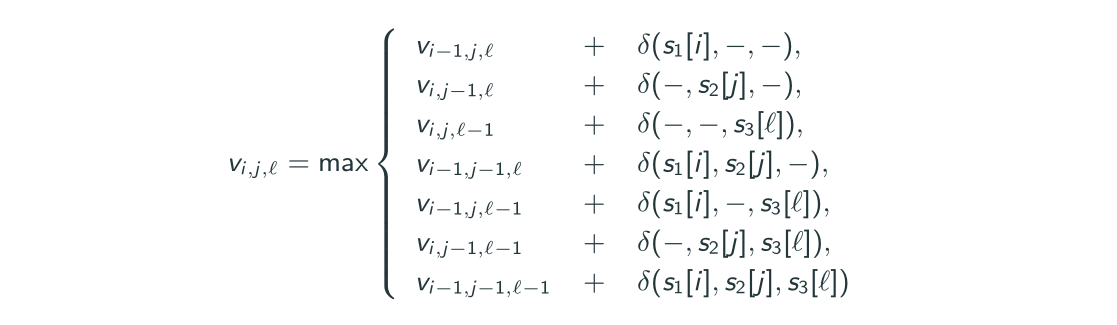 v_{i−1,j,ℓ} + δ(s₁[i], −, −),
v_{i,j−1,ℓ} + δ(−, s₂[j], −),
v_{i,j,ℓ−1} + δ(−, −, s₃[ℓ]),
v_{i,j,ℓ} = max { v_{i−1,j−1,ℓ} + δ(s₁[i], s₂[j], −),
v_{i−1,j,ℓ−1} + δ(s₁[i], −, s₃[ℓ]),
v_{i,j−1,ℓ−1} + δ(−, s₂[j], s₃[ℓ]),
v_{i−1,j−1,ℓ−1} + δ(s₁[i], s₂[j], s₃[ℓ])